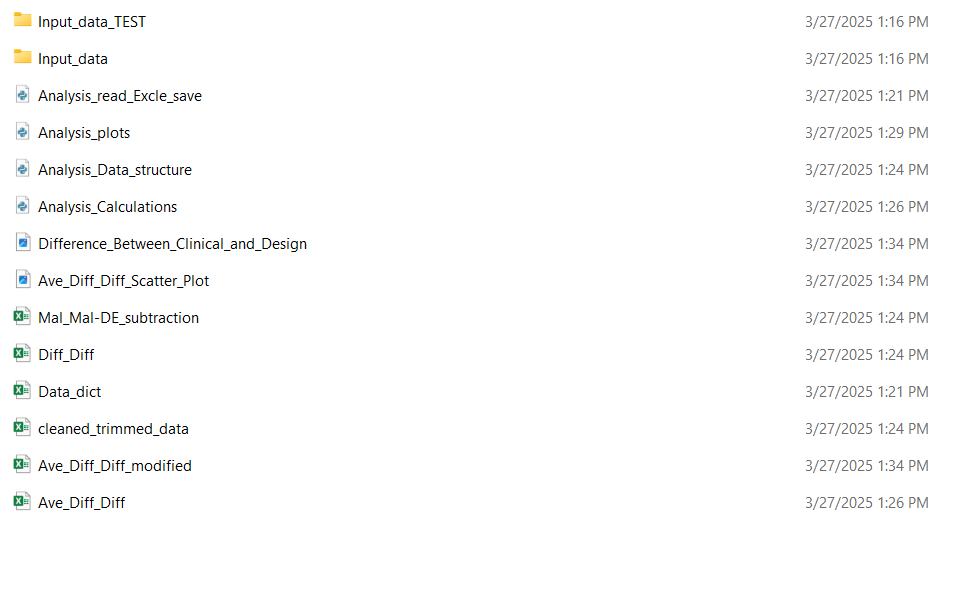 Input_data_TEST 3/27/2025 1:16 PM
Input_data 3/27/2025 1:16 PM
Analysis_read_Excle_save 3/27/2025 1:21 PM
Analysis_plots 3/27/2025 1:29 PM
Analysis_Data_structure 3/27/2025 1:24 PM
Analysis_Calculations 3/27/2025 1:26 PM
Difference_Between_Clinical_and_Design 3/27/2025 1:34 PM
Ave_Diff_Diff_Scatter_Plot 3/27/2025 1:34 PM
Mal_Mal-DE_subtraction 3/27/2025 1:24 PM
Diff_Diff 3/27/2025 1:24 PM
Data_dict 3/27/2025 1:21 PM
cleaned_trimmed_data 3/27/2025 1:24 PM
Ave_Diff_Diff_modified 3/27/2025 1:34 PM
Ave_Diff_Diff 3/27/2025 1:26 PM